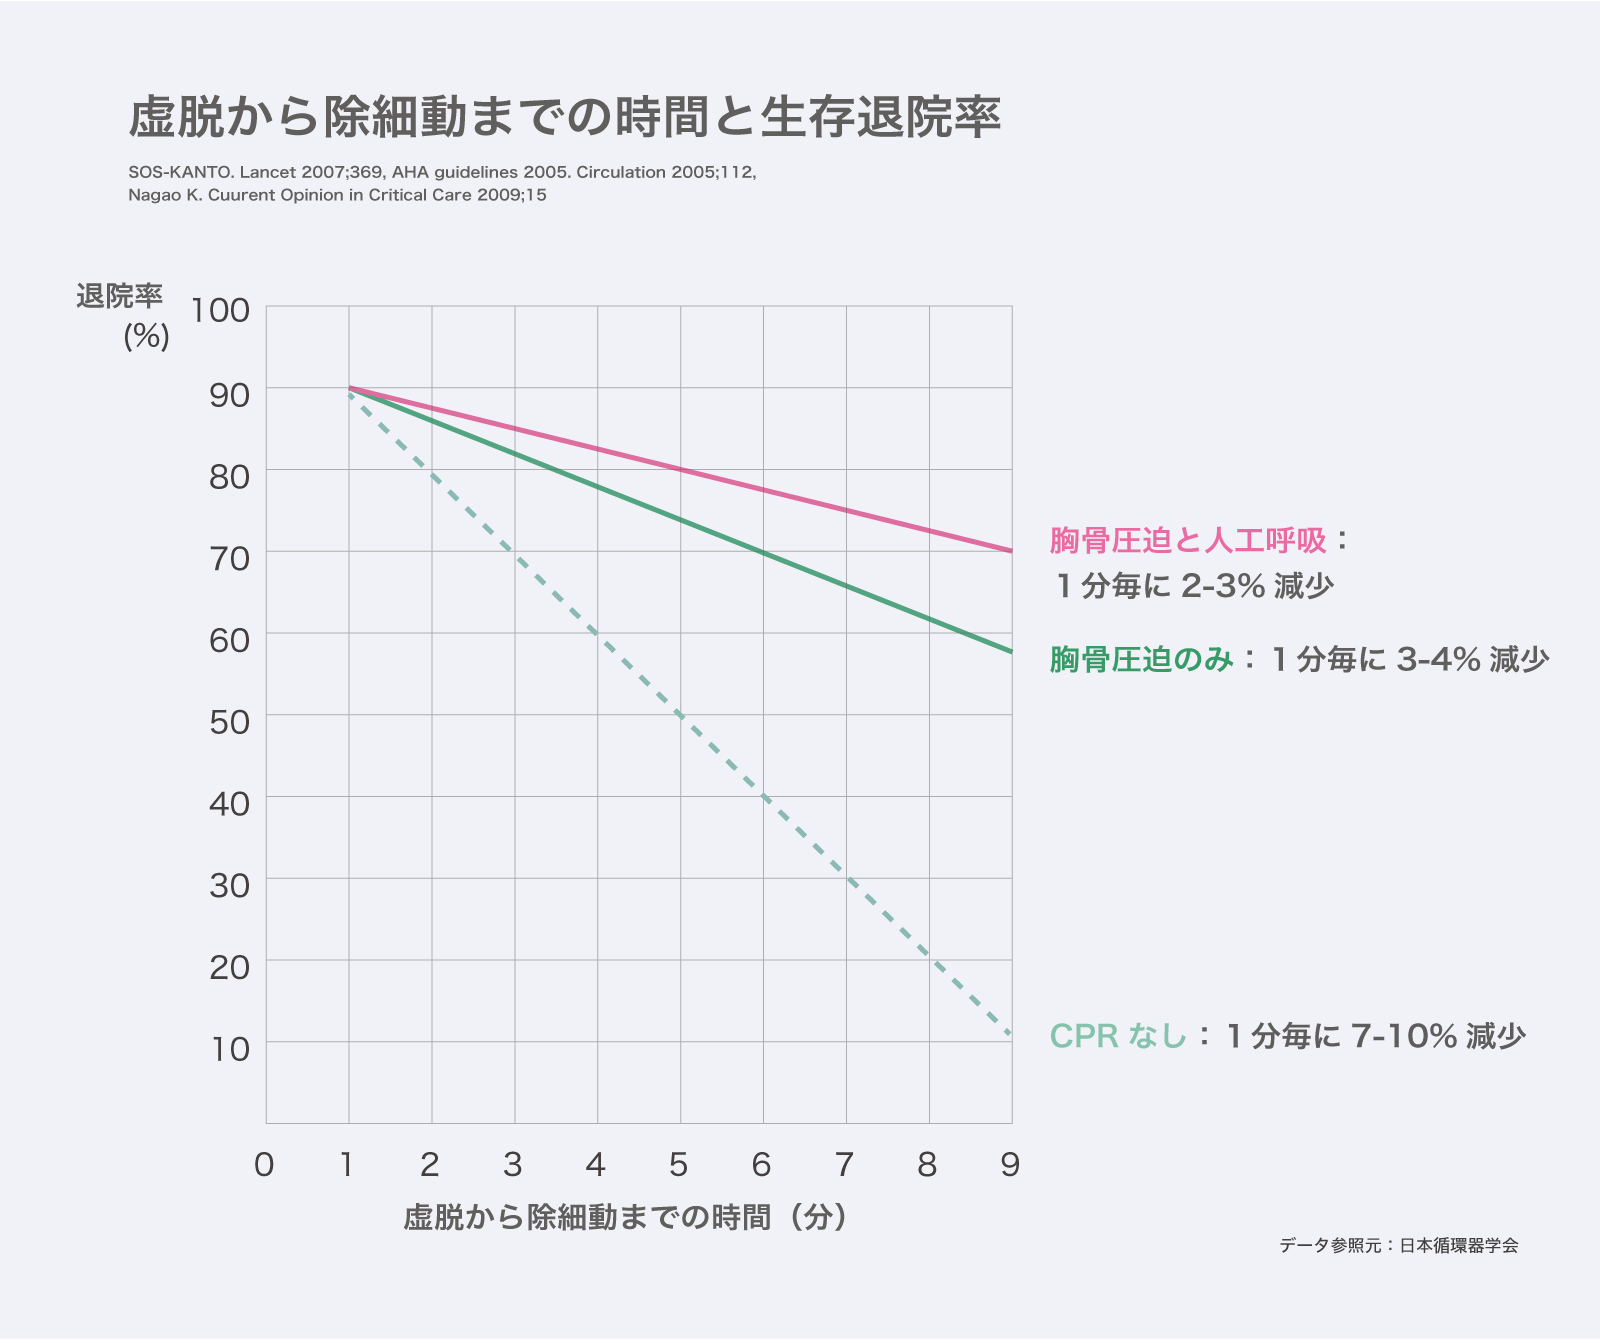 虚脱から除細動までの時間と生存退院率
SOS-KANTO. Lancet 2007;369, AHA guidelines 2005. Circulation 2005;112,
Nagao K. Cuurent Opinion in Critical Care 2009;15
退院率
(%)
100
90
80
70
60
50
40
30
20
10
0 1 2 3 4 5 6 7 8 9
虚脱から除細動までの時間（分）
胸骨圧迫と人工呼吸：
1分毎に 2-3% 減少
胸骨圧迫のみ：1分毎に 3-4% 減少
CPR なし：1分毎に 7-10% 減少
データ参照元：日本循環器学会